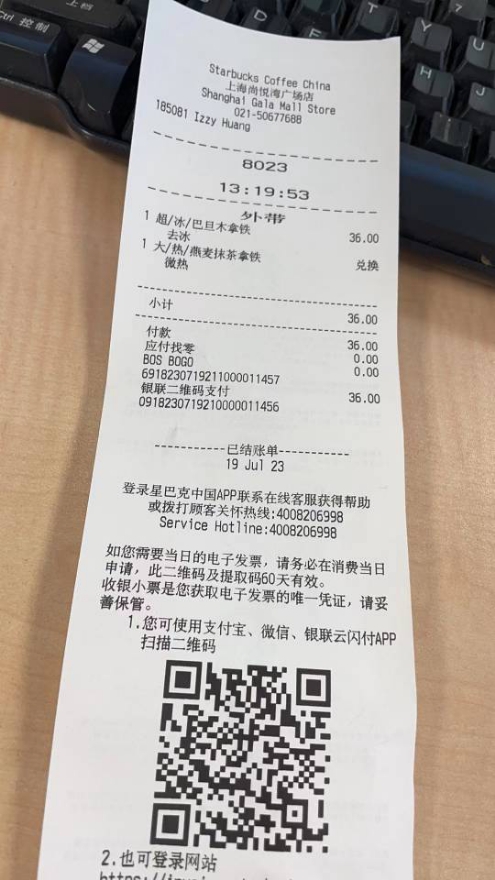 上档
Ctrl 控制
D
F
T
Y
7
G
H
U
J
Starbucks Coffee China
上海尚悦湾广场店
Shanghai Gala Mall Store
021-50677688
185081 Izzy Huang
8023
13:19:53
外带
1 超/冰/巴旦木拿铁 36.00
去冰
1 大/热/燕麦抹茶拿铁 兑换
微热
小计 36.00
付款 36.00
应付找零 0.00
BOS BOGO 0.00
6918230719211000011457
银联二维码支付 36.00
0918230719210000011456
已结账单
19 Jul 23
登录星巴克中国APP联系在线客服获得帮助
或拨打顾客关怀热线:4008206998
Service Hotline:4008206998
如您需要当日的电子发票，请务必在消费当日
申请，此二维码及提取码60天有效。
收银小票是您获取电子发票的唯一凭证，请妥
善保管。
1.您可使用支付宝、微信、银联云闪付APP
扫描二维码
2.也可登录网站